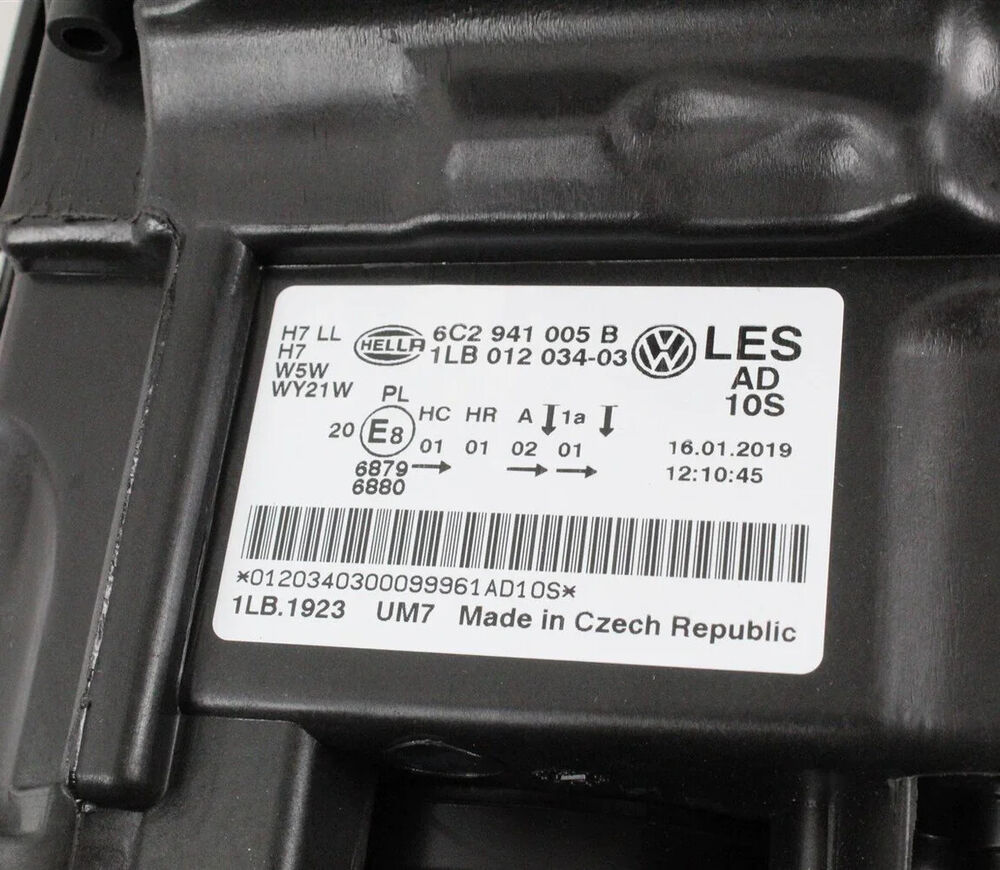 H7 LL
H7
W5W
WY21W
HELLA
6C2 941 005 B
1LB 012 034-03
VW
LES
AD
10S
PL
20 E8
HC HR A 1a
01 01 02 01
6879
6880
16.01.2019
12:10:45
*0120340300099961AD10S*
1LB.1923 UM7 Made in Czech Republic